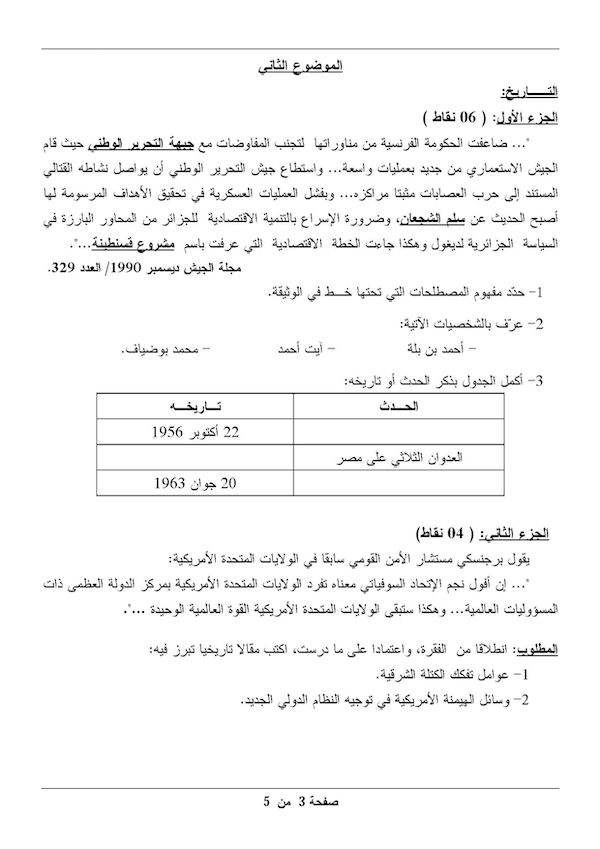 الموضوع الثاني
التـــــاريخ:
الجزء الأول: ( 06 نقاط )
"... ضاعفت الحكومة الفرنسية من مناوراتها لتجنب المفاوضات مع جبهة التحرير الوطني حيث قام
الجيش الاستعماري من جديد بعمليات واسعة... واستطاع جيش التحرير الوطني أن يواصل نشاطه القتالي
المستند إلى حرب العصابات مثبتا مراكزه... وبفشل العمليات العسكرية في تحقيق الأهداف المرسومة لها
أصبح الحديث عن سلم الشجعان، وضرورة الإسراع بالتنمية الاقتصادية للجزائر من المحاور البارزة في
السياسة الجزائرية لديغول وهكذا جاءت الخطة الاقتصادية التي عرفت باسم مشروع قسنطينة...".
مجلة الجيش ديسمبر 1990/ العدد 329.
1- حدّد مفهوم المصطلحات التي تحتها خـــط في الوثيقة.
2- عرّف بالشخصيات الآتية:
- أحمد بن بلة - آيت أحمد - محمد بوضياف.
3- أكمل الجدول بذكر الحدث أو تاريخه:
الحـــدث تـــاريخـــه
22 أكتوبر 1956
العدوان الثلاثي على مصر
20 جوان 1963
الجزء الثاني: ( 04 نقاط)
يقول برجنسكي مستشار الأمن القومي سابقا في الولايات المتحدة الأمريكية:
"... إن أفول نجم الإتحاد السوفياتي معناه تفرد الولايات المتحدة الأمريكية بمركز الدولة العظمى ذات
المسؤوليات العالمية... وهكذا ستبقى الولايات المتحدة الأمريكية القوة العالمية الوحيدة ...".
المطلوب: انطلاقا من الفقرة، واعتمادا على ما درست، اكتب مقالا تاريخيا تبرز فيه:
1- عوامل تفكك الكتلة الشرقية.
2- وسائل الهيمنة الأمريكية في توجيه النظام الدولي الجديد.
صفحة 3 من 5